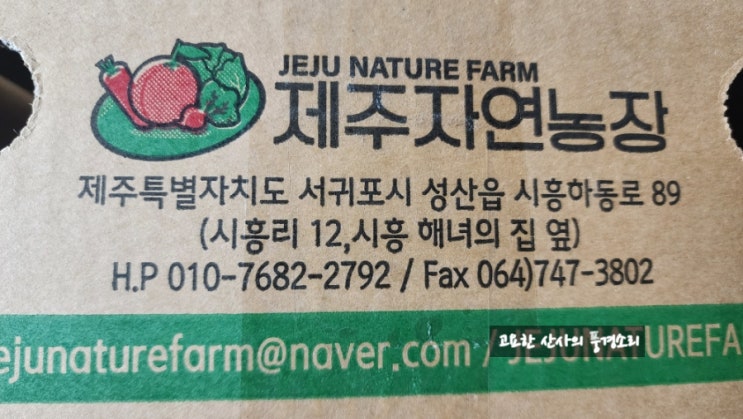 JEJU NATURE FARM
제주자연농장
제주특별자치도 서귀포시 성산읍 시흥하동로 89
(시흥리 12,시흥 해녀의 집 옆)
H.P 010-7682-2792 / Fax 064)747-3802
ejunaturefarm@naver.com / JEJUNATUREFA
고요한 산사의 풍경소리